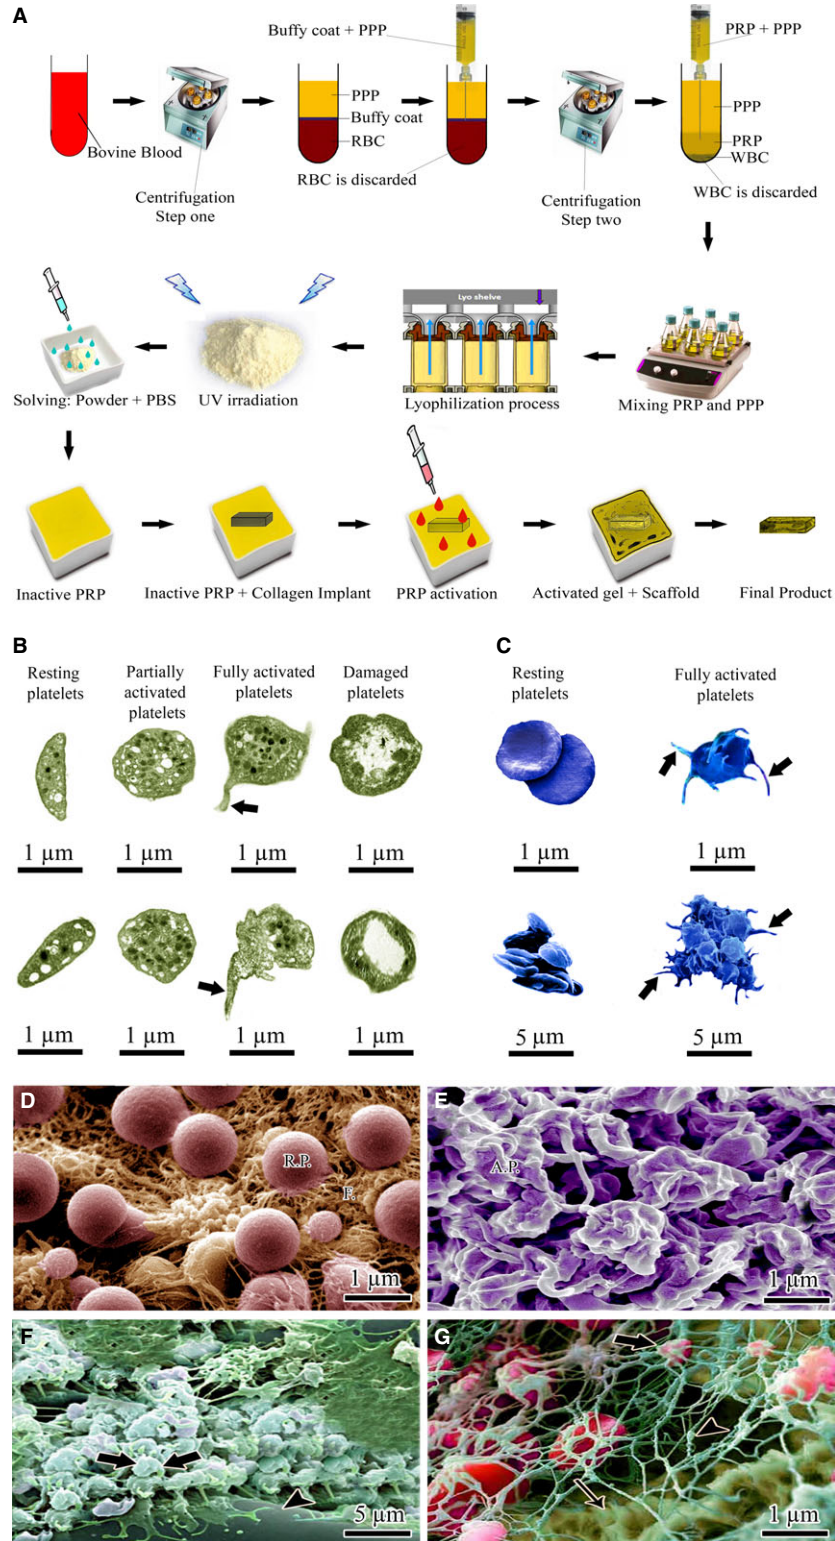 A
Buffy coat + PPP
PRP + PPP
PPP
Buffy coat
RBC
PPP
PRP
WBC
Bovine Blood
RBC is discarded
WBC is discarded
Centrifugation
Step one
Centrifugation
Step two
Lyo shelve
Solving: Powder + PBS
UV irradiation
Lyophilization process
Mixing PRP and PPP
Inactive PRP
Inactive PRP + Collagen Implant
PRP activation
Activated gel + Scaffold
Final Product
B
Resting
platelets
Partially
activated
platelets
Fully activated
platelets
Damaged
platelets
1 µm
1 µm
1 µm
1 µm
1 µm
1 µm
1 µm
1 µm
C
Resting
platelets
Fully activated
platelets
1 µm
1 µm
5 µm
5 µm
D
R.P.
F.
1 µm
E
A.P.
1 µm
F
5 µm
G
1 µm